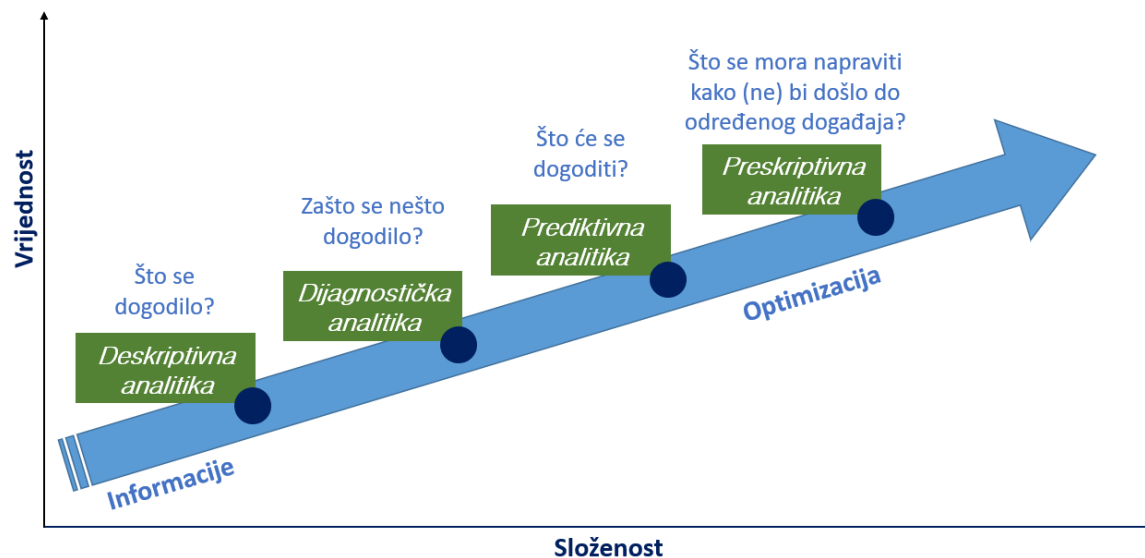 Što se mora napraviti
kako (ne) bi došlo do
određenog događaja?
Što će se
dogoditi?
Preskriptivna
analitika
Zašto se nešto
dogodilo?
Prediktivna
analitika
Što se
dogodilo?
Dijagnostička
analitika
Deskriptivna
analitika
Vrijednost
Optimizacija
Informacije
Složenost